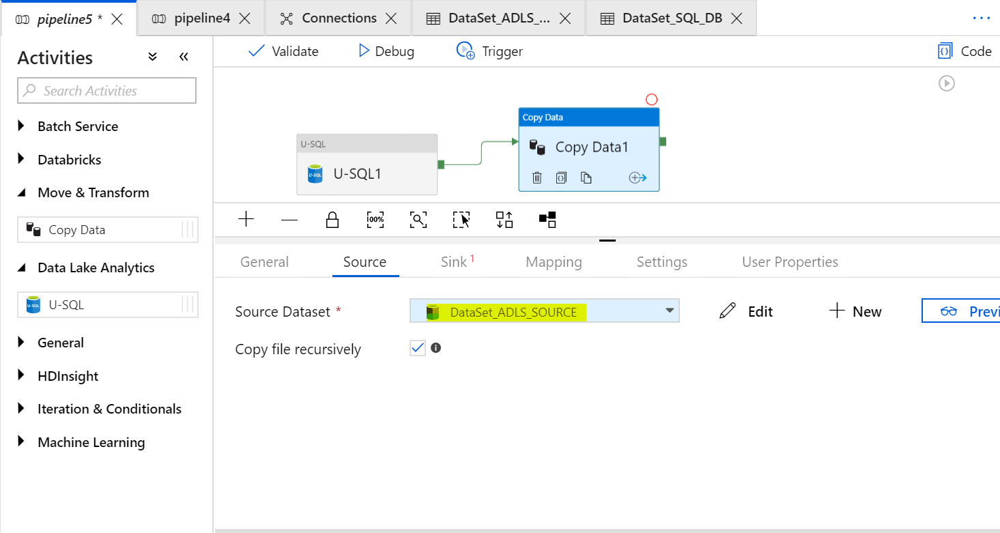 pipeline5 *
pipeline4
Connections
DataSet_ADLS_...
DataSet_SQL_DB
Activities
Validate
Debug
Trigger
Code
Search Activities
Batch Service
Databricks
Move & Transform
Copy Data
Data Lake Analytics
U-SQL
U-SQL
General
HDInsight
Iteration & Conditionals
Machine Learning
U-SQL
U-SQL
U-SQL1
Copy Data
Copy Data1
100%
General
Source
Sink 1
Mapping
Settings
User Properties
Source Dataset *
DataSet_ADLS_SOURCE
Edit
New
Previ
Copy file recursively